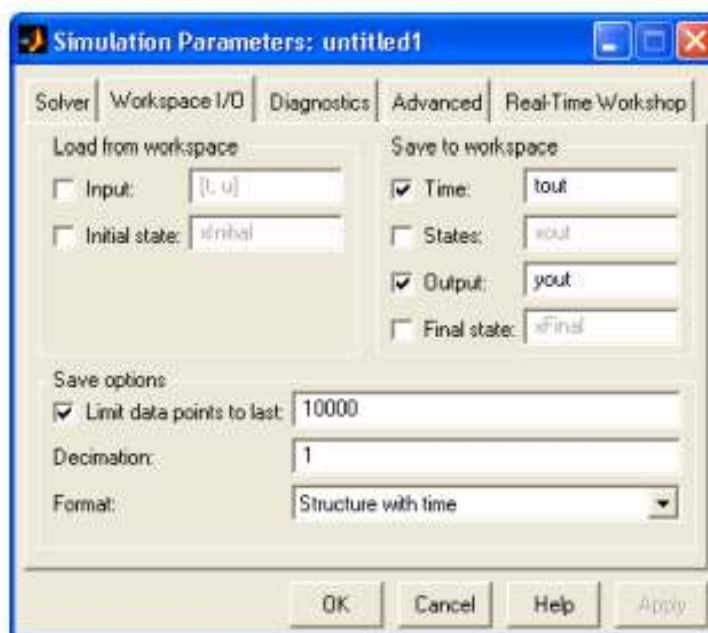 Simulation Parameters: untitled1
Solver Workspace I/O Diagnostics Advanced Real-Time Workshop
Load from workspace
Input: [t, u]
Initial state: xInitial
Save to workspace
Time: tout
States: xout
Output: yout
Final state: xFinal
Save options
Limit data points to last: 10000
Decimation: 1
Format: Structure with time
OK Cancel Help Apply